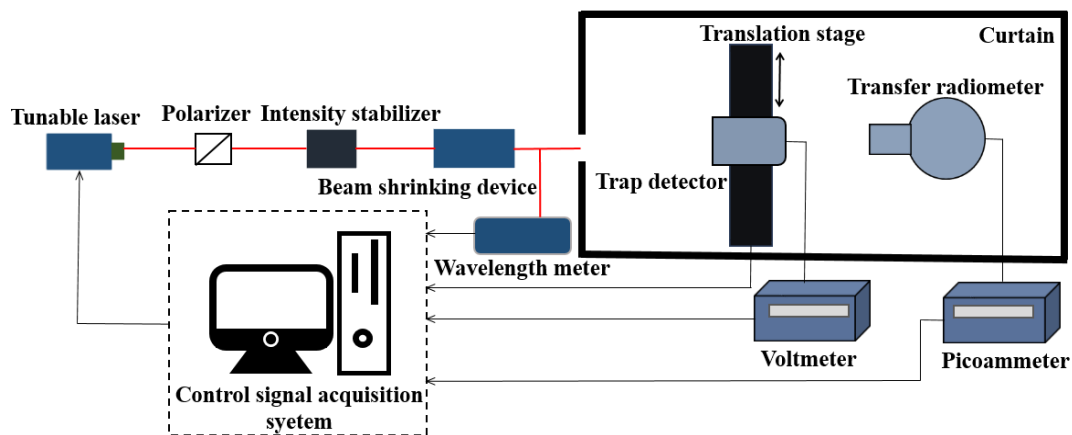 Translation stage
Curtain
Tunable laser
Polarizer
Intensity stabilizer
Transfer radiometer
Beam shrinking device
Trap detector
Wavelength meter
Voltmeter
Picoammeter
Control signal acquisition
syetem